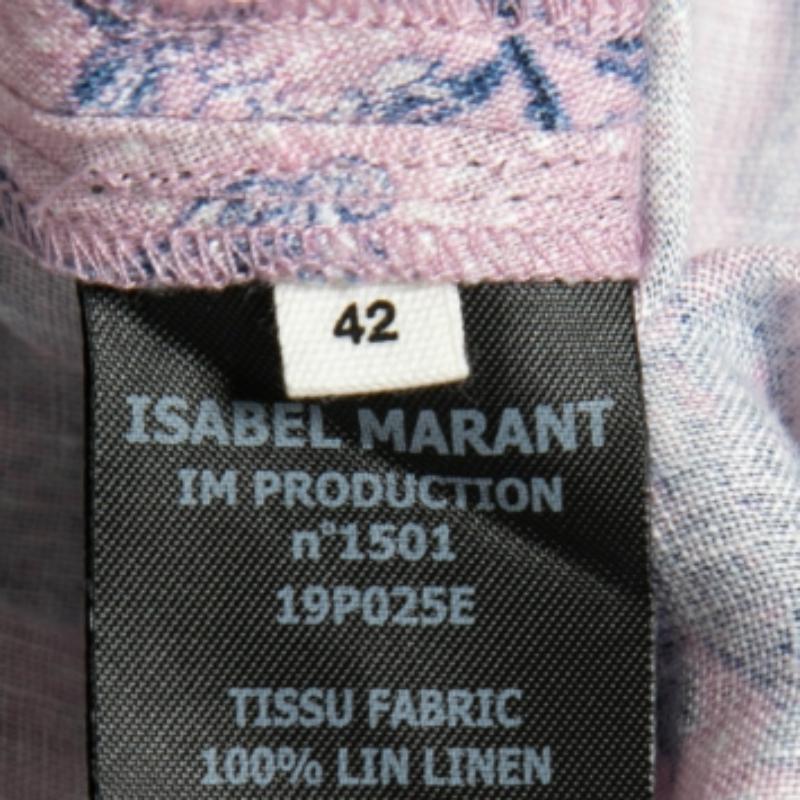 42
ISABEL MARANT
IM PRODUCTION
n°1501
19P025E
TISSU FABRIC
100% LIN LINEN